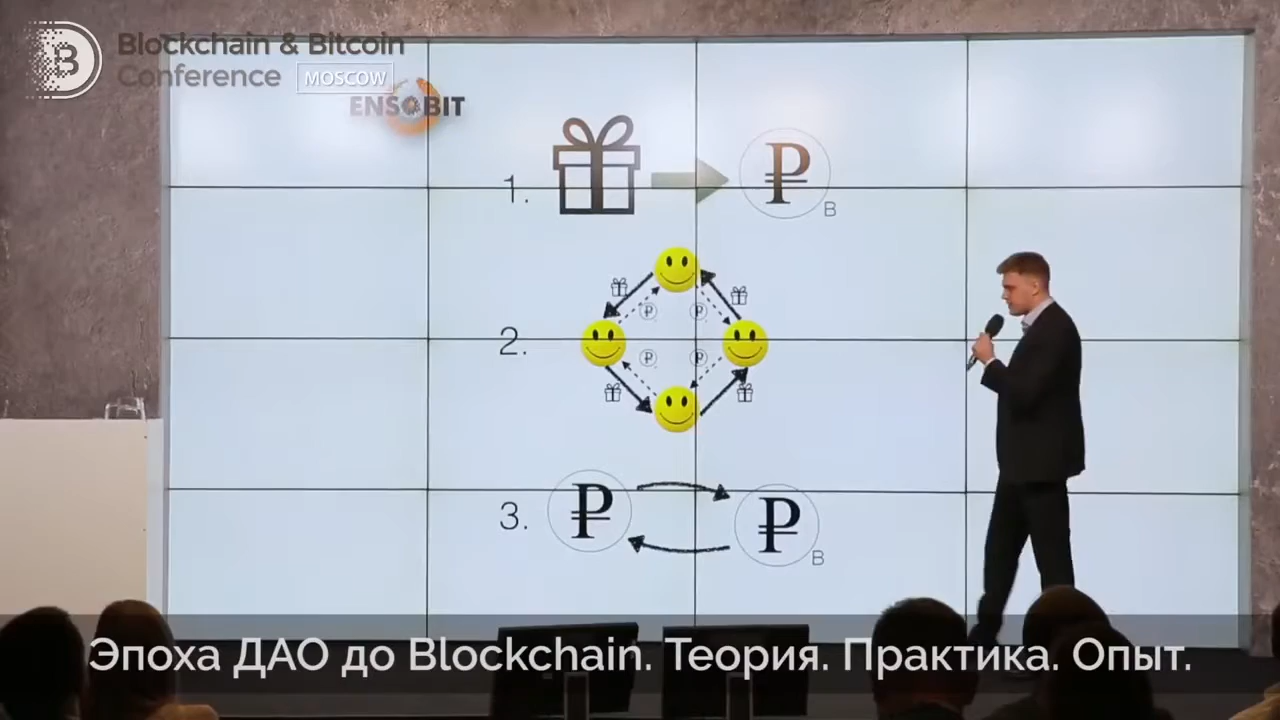 Blockchain & Bitcoin
Conference MOSCOW
ENSOBIT
1.
₽
B
2.
₽ ₽
₽ ₽
3.
₽ ₽
B
Эпоха ДАО до Blockchain. Теория. Практика. Опыт.